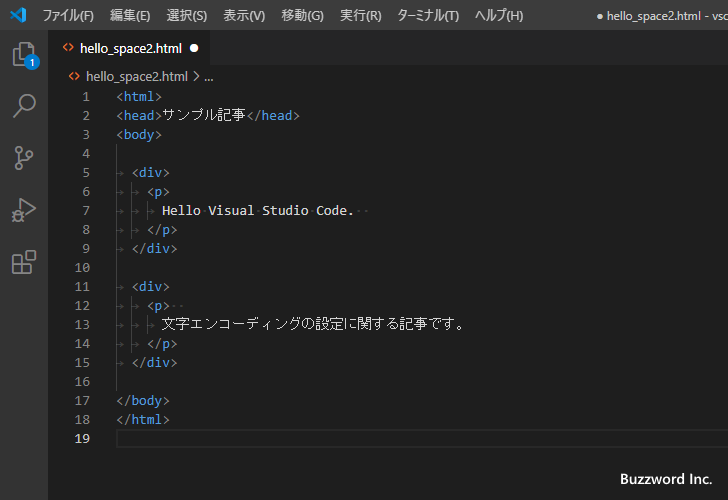 ファイル(F) 編集(E) 選択(S) 表示(V) 移動(G) 実行(R) ターミナル(T) ヘルプ(H) ● hello_space2.html - vsc
hello_space2.html ●
hello_space2.html > ...
1
1 <html>
2 <head>サンプル記事</head>
3 <body>
4
5 <div>
6 <p>
7 Hello Visual Studio Code.
8 </p>
9 </div>
10
11 <div>
12 <p>
13 文字エンコーディングの設定に関する記事です。
14 </p>
15 </div>
16
17 </body>
18 </html>
19
Buzzword Inc.